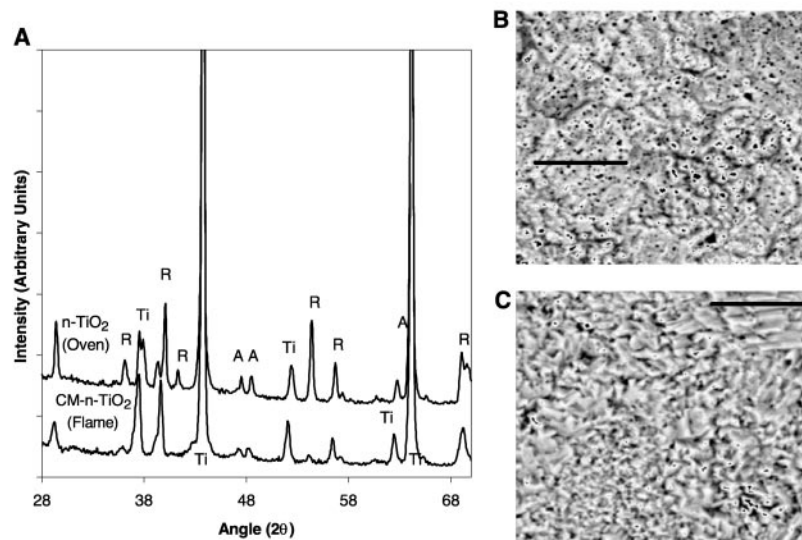 A
Intensity (Arbitrary Units)
n-TiO2
(Oven)
CM-n-TiO2
(Flame)
R
Ti
R
R
A A
Ti
R
R
A
R
Ti
Ti
28 38 48 58 68
Angle (2θ)
B
C